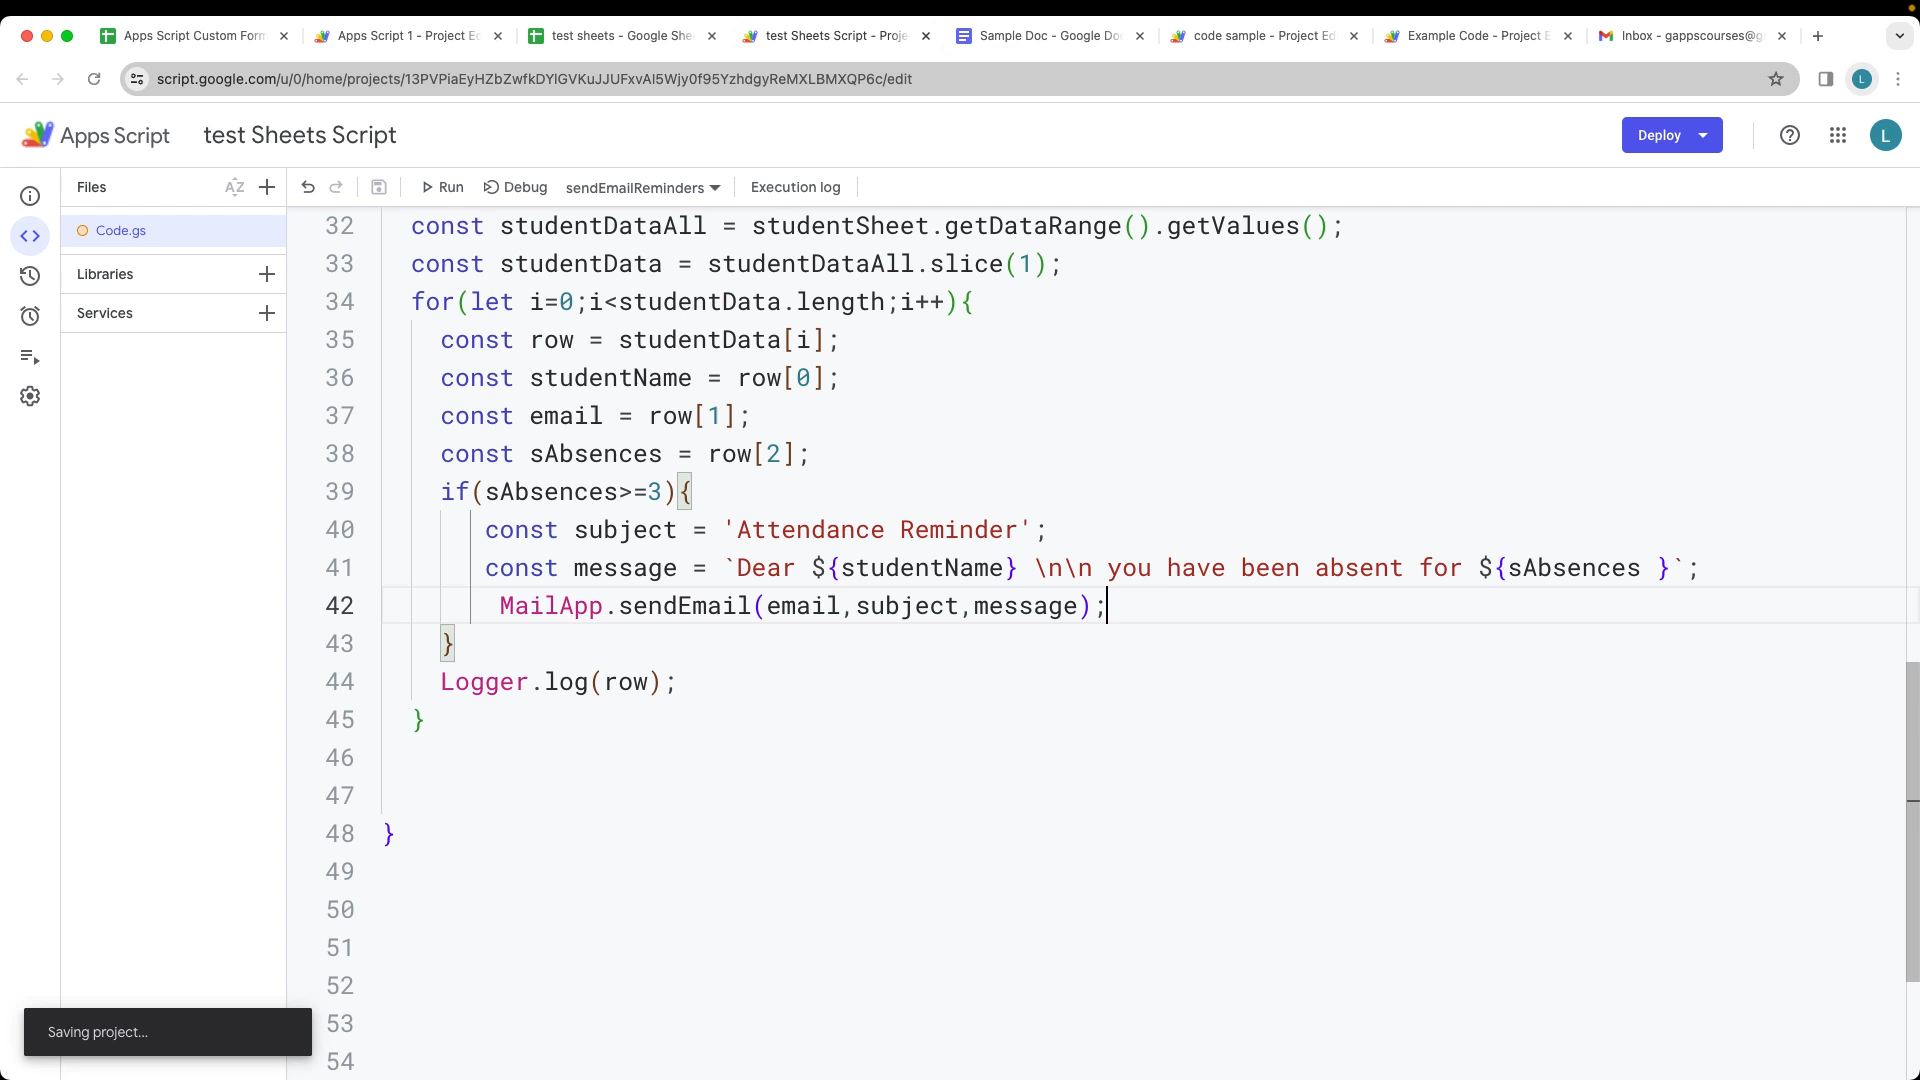 Apps Script Custom Form
Apps Script 1 - Project Ed
test sheets - Google She
test Sheets Script - Proje
Sample Doc - Google Do
code sample - Project Ed
Example Code - Project E
Inbox - gappscourses@g
script.google.com/u/0/home/projects/13PVPiaEyHZbZwfkDYlGVKuJJUFxvAl5Wjy0f95YzhdgyReMXLBMXQP6c/edit
L
Apps Script
test Sheets Script
Deploy
L
Files
AZ
Run
Debug
sendEmailReminders
Execution log
Code.gs
Libraries
Services
32 const studentDataAll = studentSheet.getDataRange().getValues();
33 const studentData = studentDataAll.slice(1);
34 for(let i=0;i<studentData.length;i++){
35 const row = studentData[i];
36 const studentName = row[0];
37 const email = row[1];
38 const sAbsences = row[2];
39 if(sAbsences>=3){
40 const subject = 'Attendance Reminder';
41 const message = `Dear ${studentName} \n\n you have been absent for ${sAbsences }`;
42 MailApp.sendEmail(email,subject,message);
43 }
44 Logger.log(row);
45 }
46
47
48 }
49
50
51
52
53
54
Saving project...